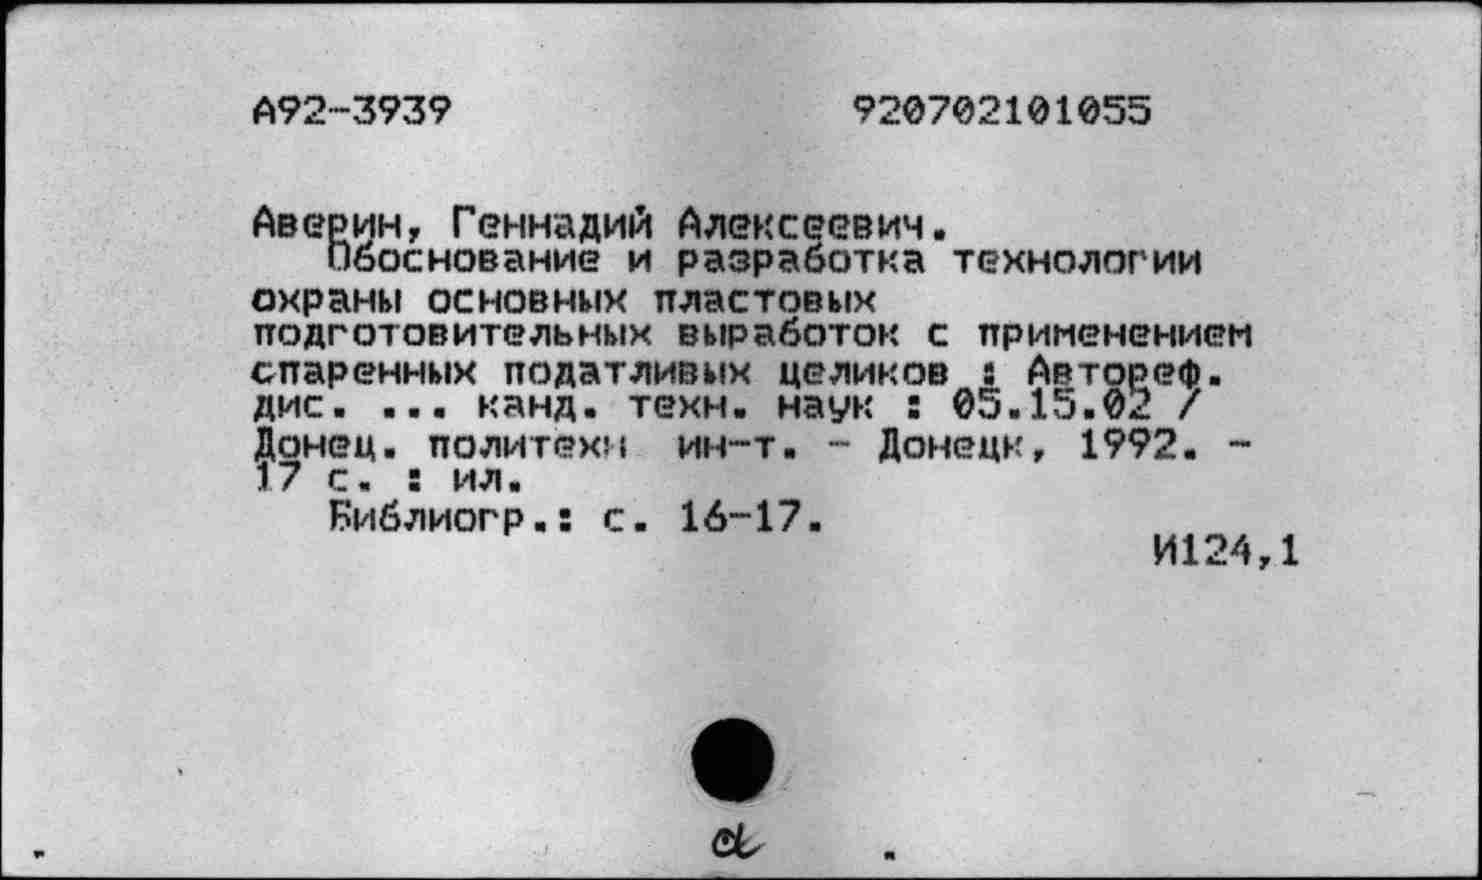 А92-3939 920702101055
Аверин, Геннадий Алексеевич.
Обоснование и разработка технологии
охраны основных пластовых
подготовительных выработок с применением
спаренных податливых целиков : Автореф.
дис. ... канд. техн. наук : 05.15.02 /
Донец. политехн ин-т. - Донецк, 1992. -
17 с. : ил.
Библиогр.: с. 16-17.
И124,1